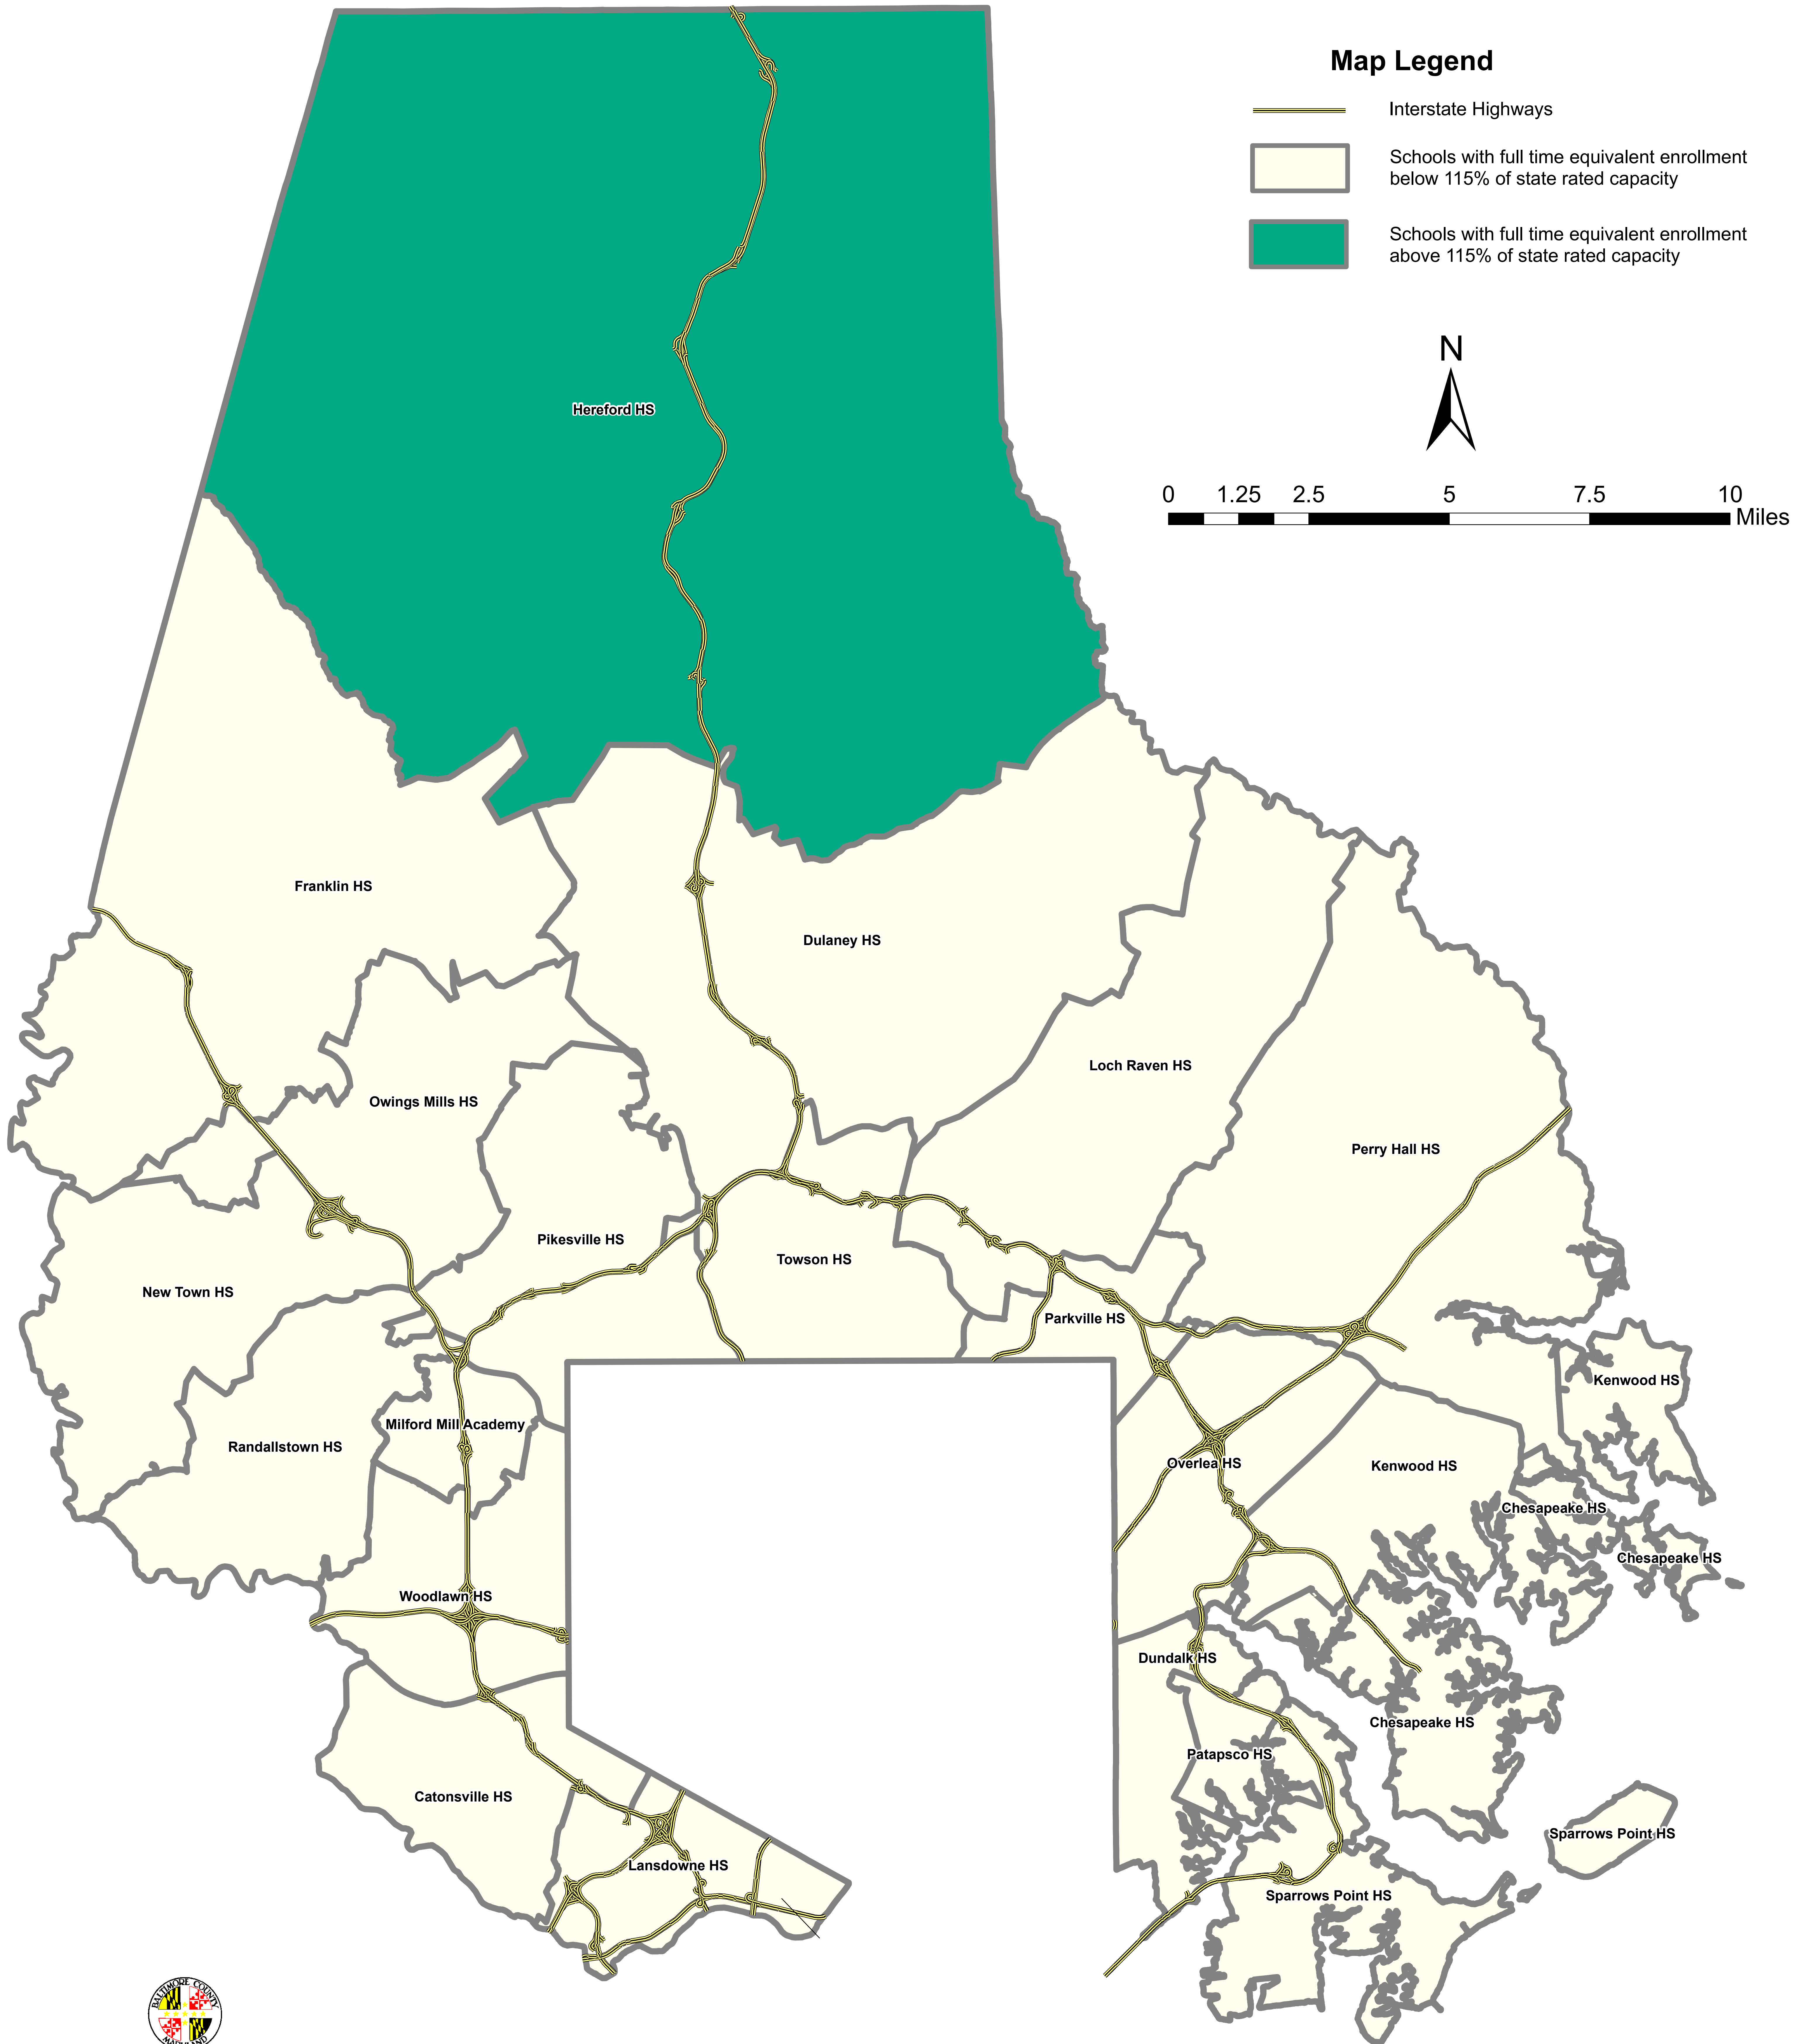 Map Legend
Interstate Highways
Schools with full time equivalent enrollment
below 115% of state rated capacity
Schools with full time equivalent enrollment
above 115% of state rated capacity
N
0 1.25 2.5 5 7.5 10
Miles
Hereford HS
Franklin HS
Dulaney HS
Loch Raven HS
Owings Mills HS
Perry Hall HS
Pikesville HS
Towson HS
New Town HS
Parkville HS
Kenwood HS
Milford Mill Academy
Randallstown HS
Overlea HS
Kenwood HS
Chesapeake HS
Chesapeake HS
Woodlawn HS
Dundalk HS
Chesapeake HS
Patapsco HS
Catonsville HS
Sparrows Point HS
Lansdowne HS
Sparrows Point HS
BALTIMORE COUNTY
MARYLAND